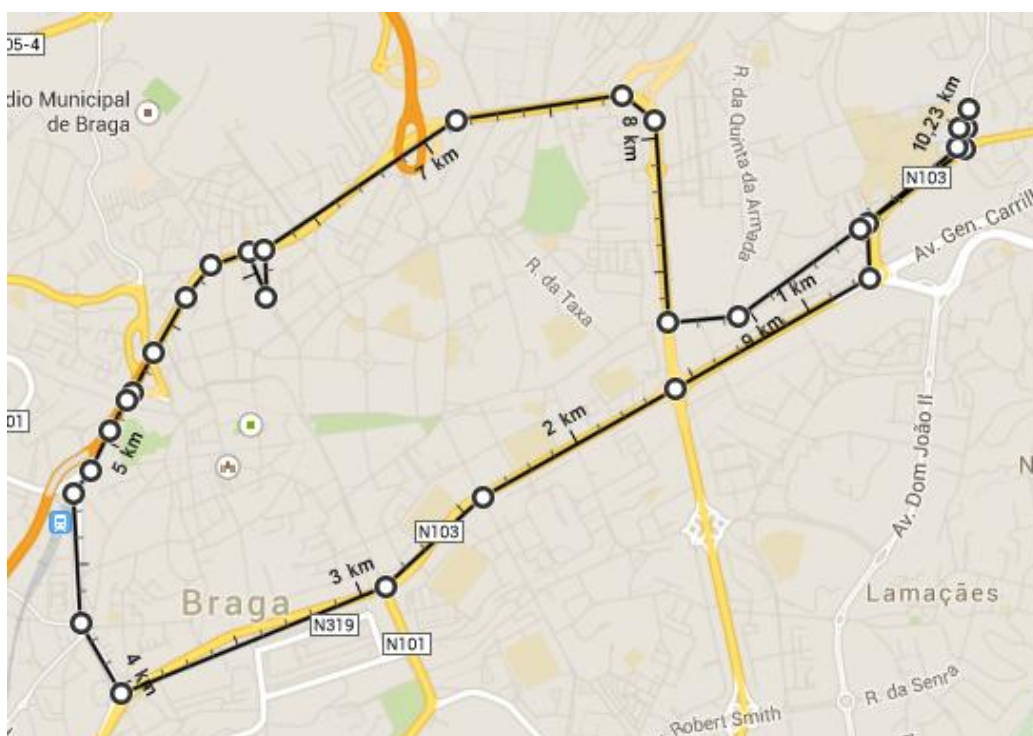 05-4
dio Municipal
de Braga
7 km
8 km
R. da Quinta da Armada
10,23 km
N103
Av. Gen. Carrill
R. da Taxa
1 km
9 km
01
5 km
2 km
Av. Dom João II
N
N103
3 km
Braga
N319
N101
Lamaçães
4 km
R. da Senra
Robert Smith